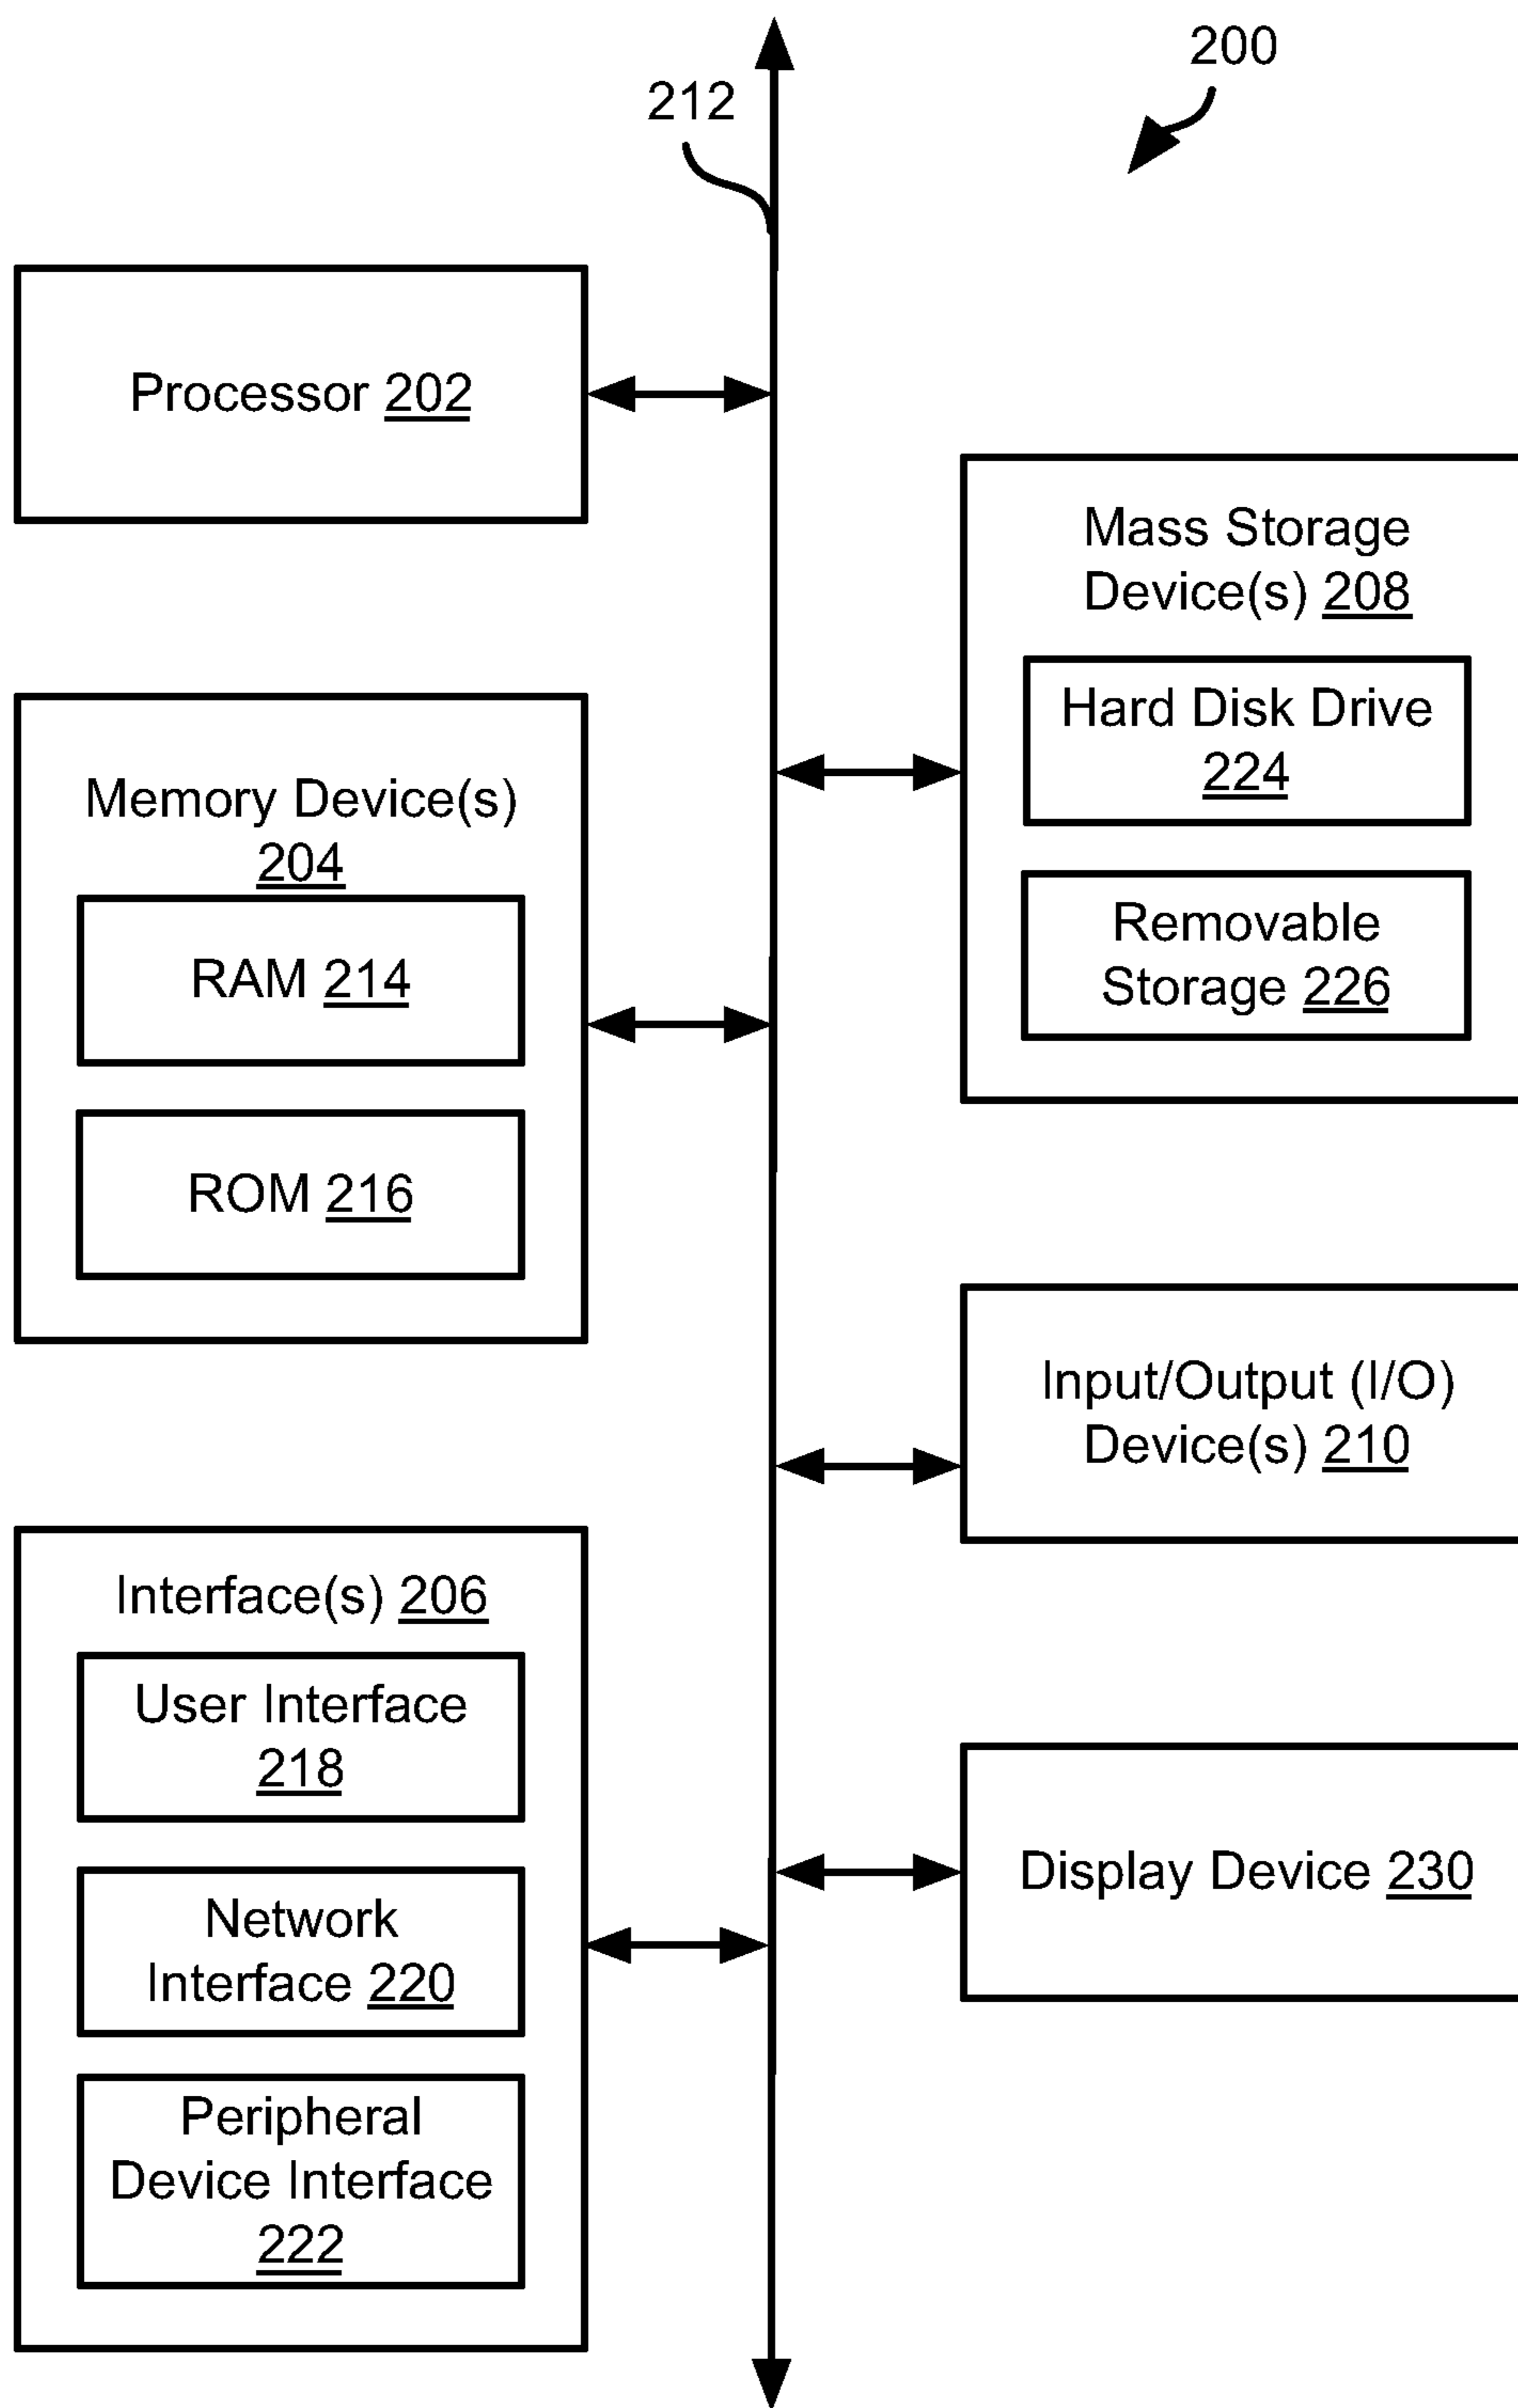 200
212
Processor 202
Mass Storage
Device(s) 208
Hard Disk Drive
224
Removable
Storage 226
Memory Device(s)
204
RAM 214
ROM 216
Input/Output (I/O)
Device(s) 210
Interface(s) 206
User Interface
218
Network
Interface 220
Peripheral
Device Interface
222
Display Device 230